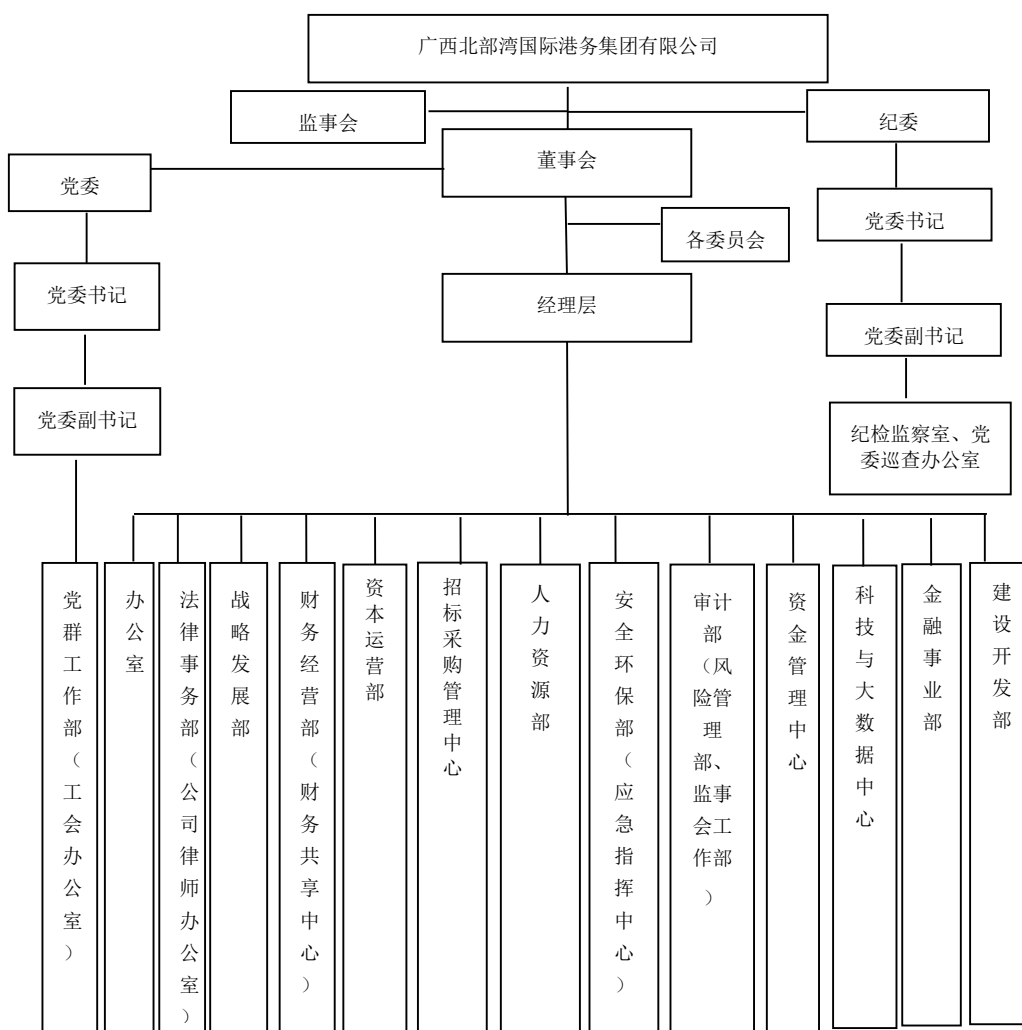 广西北部湾国际港务集团有限公司
监事会
纪委
董事会
党委
党委书记
各委员会
党委书记
经理层
党委副书记
党委副书记
纪检监察室、党
委巡查办公室
党群工作部（工会办公室）
办公室
法律事务部（公司律师办公室）
战略发展部
财务经营部（财务共享中心）
资本运营部
招标采购管理中心
人力资源部
安全环保部（应急指挥中心）
审计
部
（风
险管
理
部、
监事
会工
作部
）
资金管理中心
科技与大数据中心
金融事业部
建设开发部